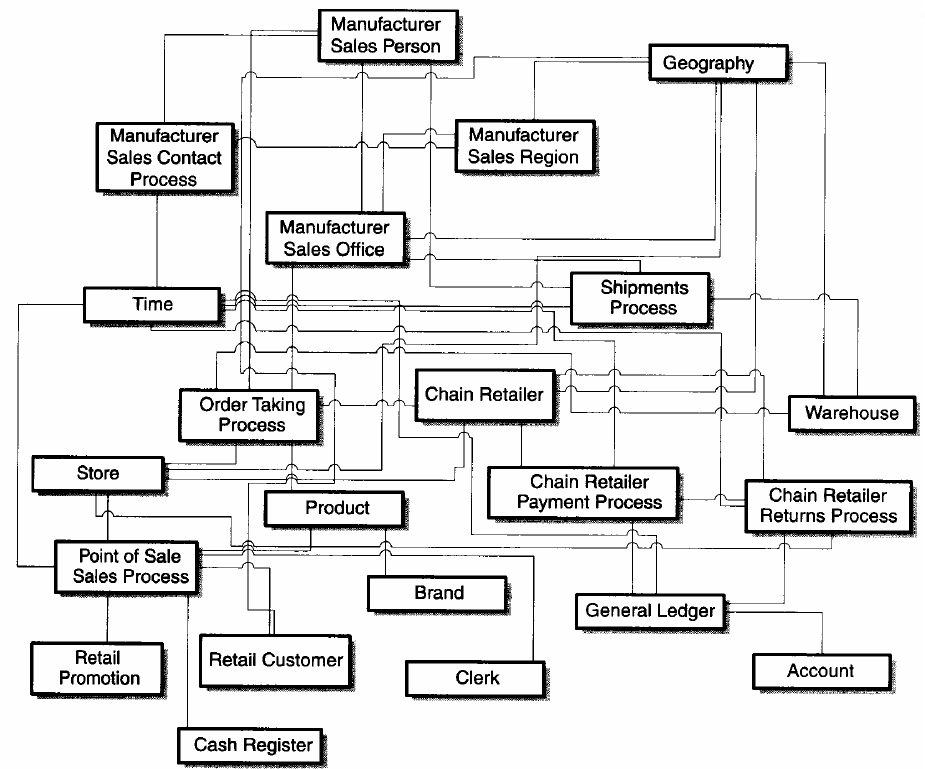 Manufacturer
Sales Person
Geography
Manufacturer
Sales Contact
Process
Manufacturer
Sales Region
Manufacturer
Sales Office
Time
Shipments
Process
Order Taking
Process
Chain Retailer
Warehouse
Store
Product
Chain Retailer
Payment Process
Chain Retailer
Returns Process
Point of Sale
Sales Process
Brand
General Ledger
Retail
Promotion
Retail Customer
Clerk
Account
Cash Register